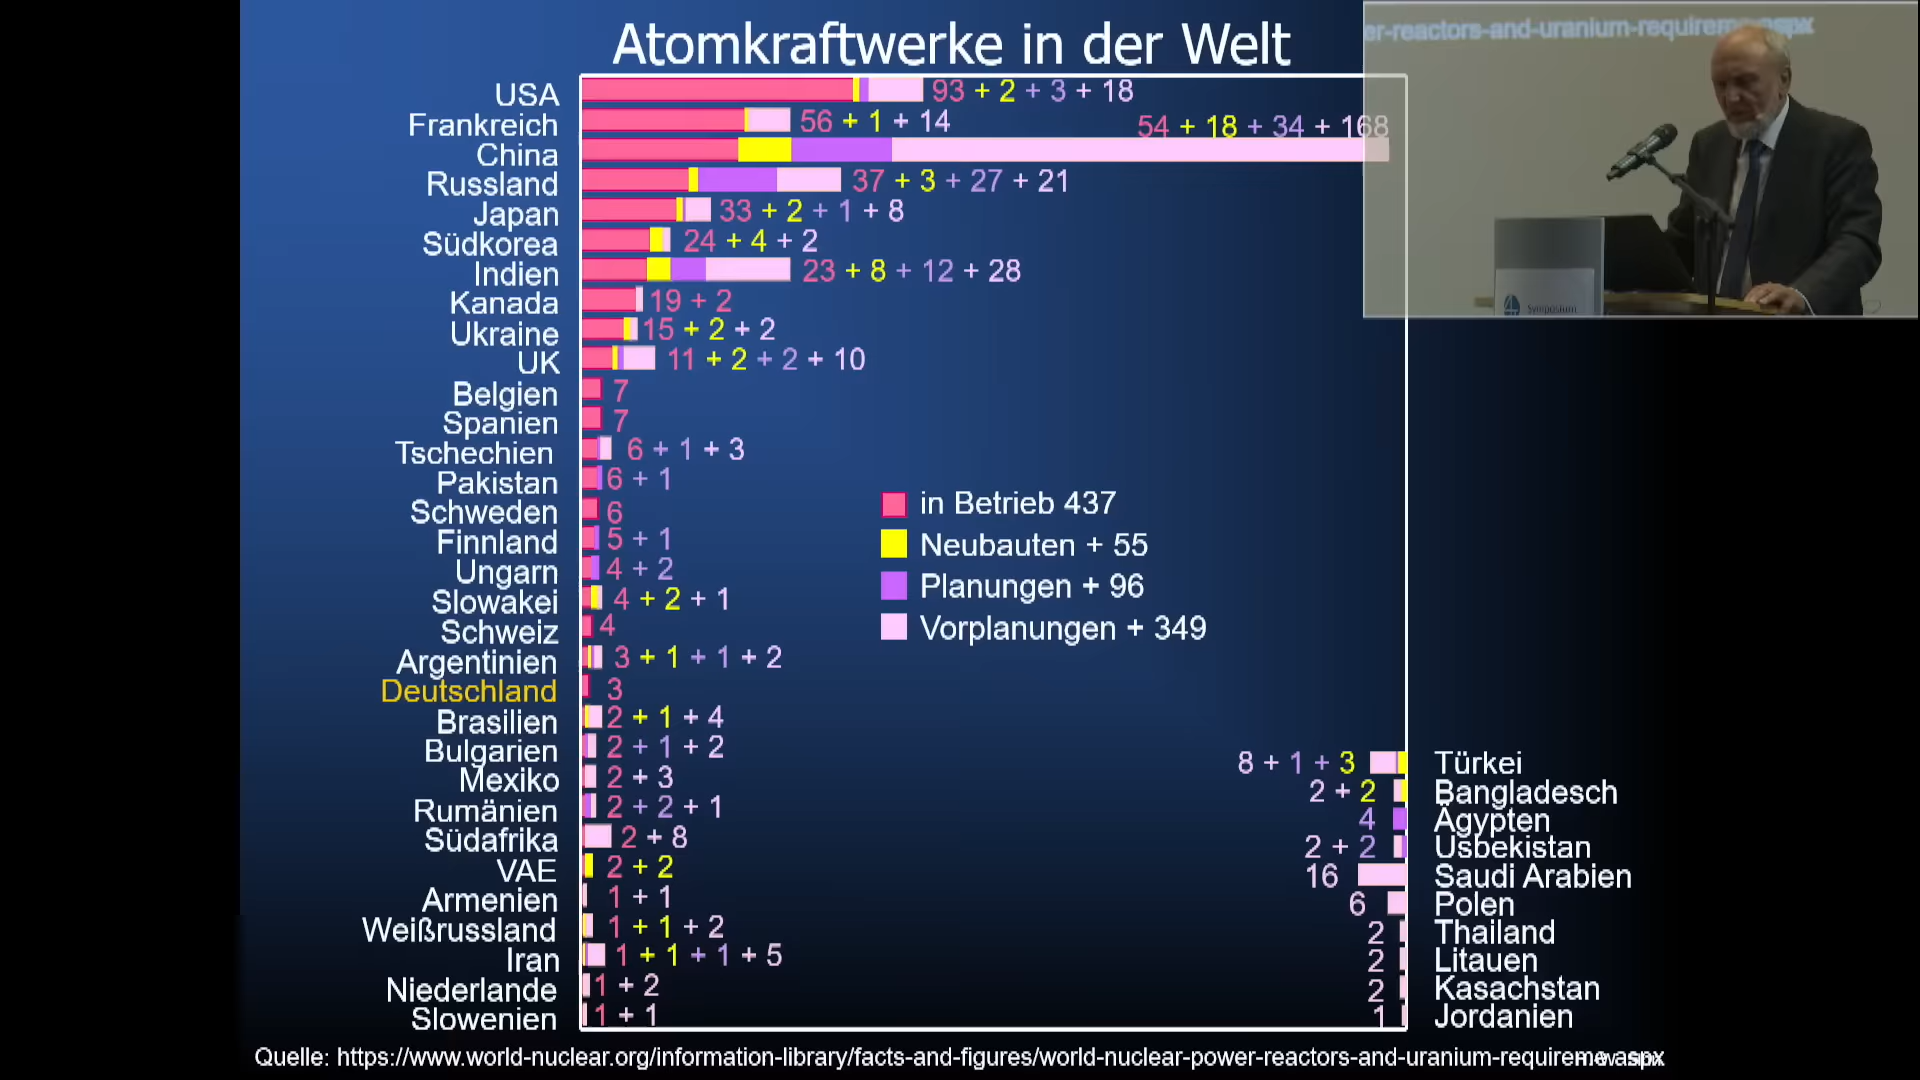 Atomkraftwerke in der Welt
er-reactors-and-uranium-requirem
USA 93 + 2 + 3 + 18
Frankreich 56 + 1 + 14
China 54 + 18 + 34 + 168
Russland 37 + 3 + 27 + 21
Japan 33 + 2 + 1 + 8
Südkorea 24 + 4 + 2
Indien 23 + 8 + 12 + 28
Kanada 19 + 2
Ukraine 15 + 2 + 2
UK 11 + 2 + 2 + 10
Belgien 7
Spanien 7
Tschechien 6 + 1 + 3
Pakistan 6 + 1
Schweden 6
Finnland 5 + 1
Ungarn 4 + 2
Slowakei 4 + 2 + 1
Schweiz 4
Argentinien 3 + 1 + 1 + 2
Deutschland 3
Brasilien 2 + 1 + 4
Bulgarien 2 + 1 + 2
Mexiko 2 + 3
Rumänien 2 + 2 + 1
Südafrika 2 + 8
VAE 2 + 2
Armenien 1 + 1
Weißrussland 1 + 1 + 2
Iran 1 + 1 + 1 + 5
Niederlande 1 + 2
Slowenien 1 + 1
in Betrieb 437
Neubauten + 55
Planungen + 96
Vorplanungen + 349
8 + 1 + 3 Türkei
2 + 2 Bangladesch
4 Ägypten
2 + 2 Usbekistan
16 Saudi Arabien
6 Polen
2 Thailand
2 Litauen
2 Kasachstan
1 Jordanien
Symposium
Quelle: https://www.world-nuclear.org/information-library/facts-and-figures/world-nuclear-power-reactors-and-uranium-requireme.aspx